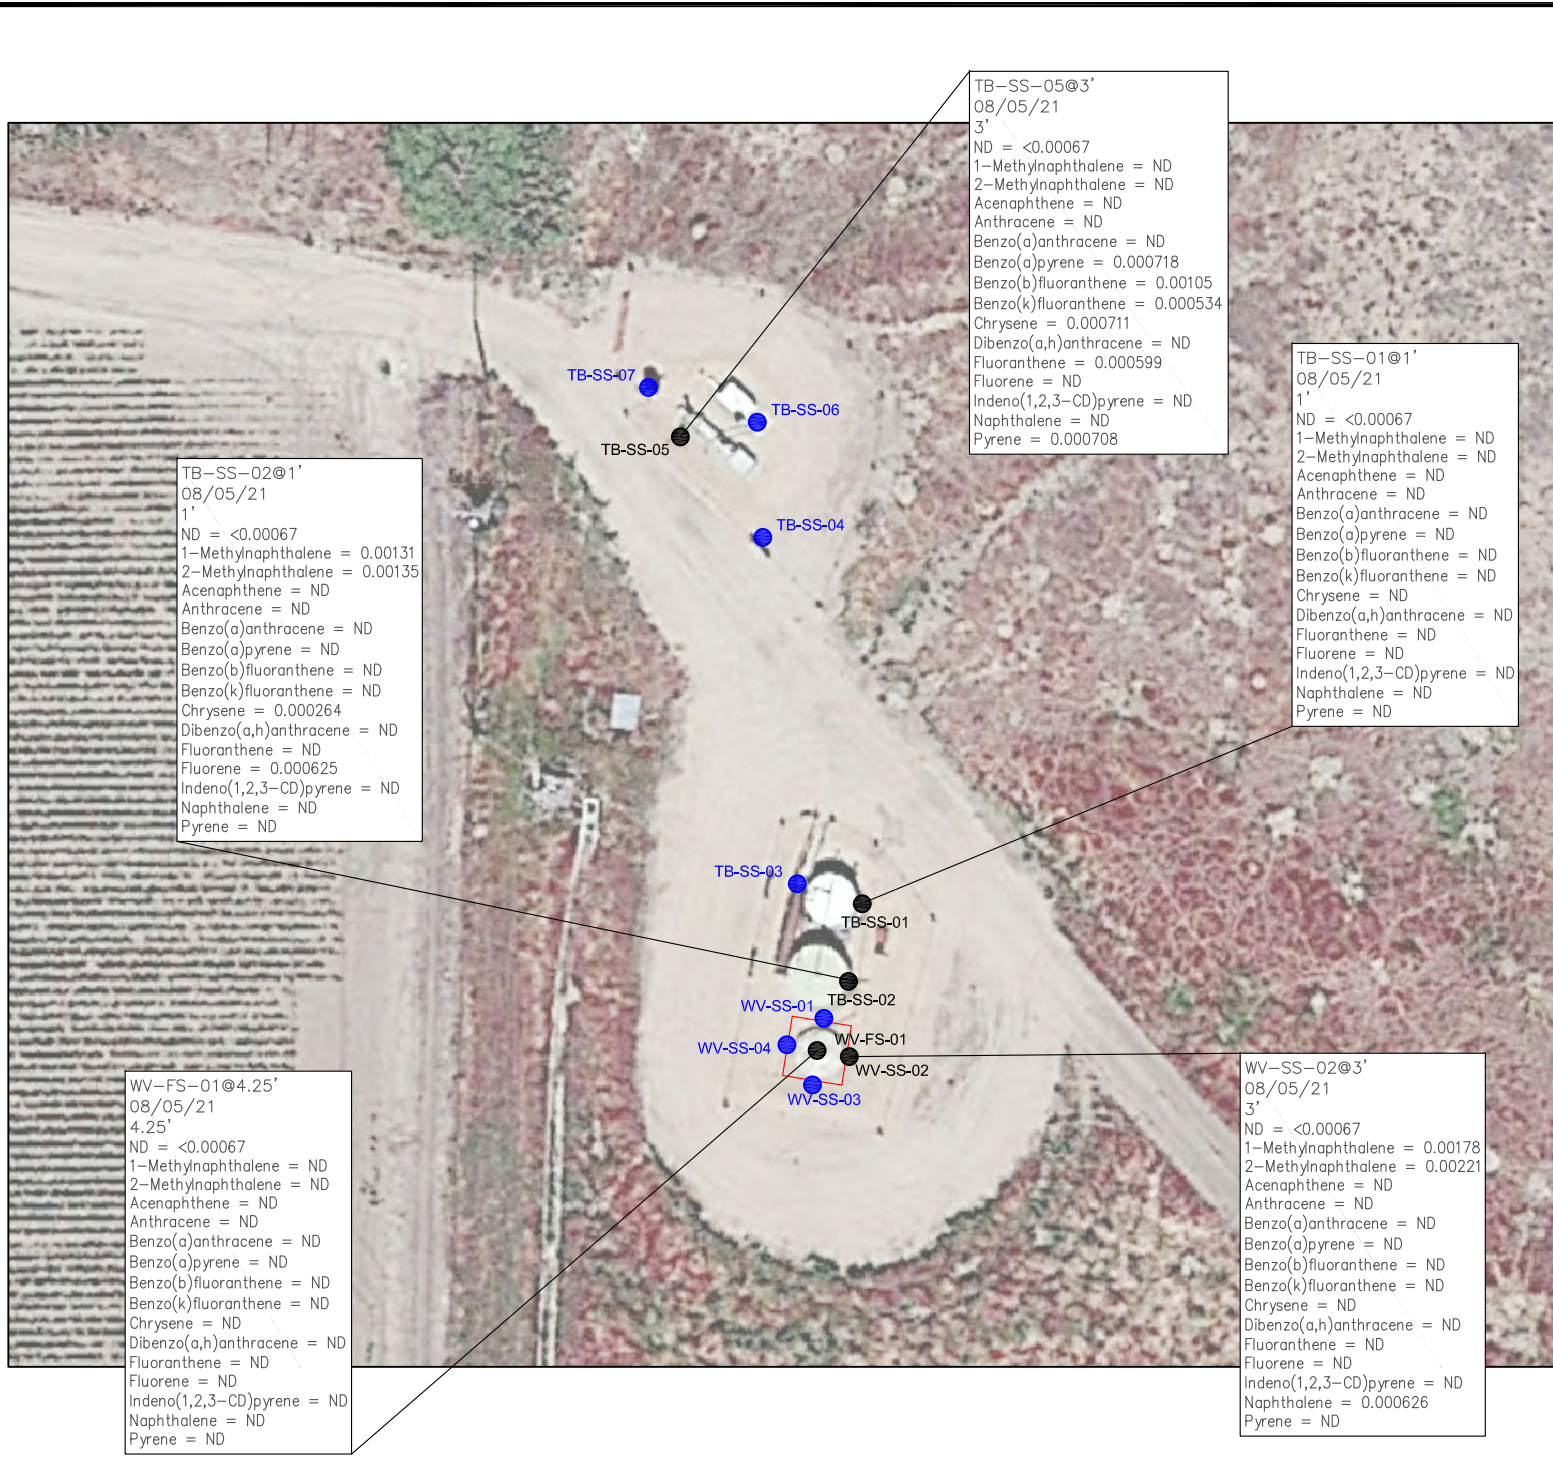 TB-SS-05@3'
08/05/21
3'
ND = <0.00067
1-Methylnaphthalene = ND
2-Methylnaphthalene = ND
Acenaphthene = ND
Anthracene = ND
Benzo(a)anthracene = ND
Benzo(a)pyrene = 0.000718
Benzo(b)fluoranthene = 0.00105
Benzo(k)fluoranthene = 0.000534
Chrysene = 0.000711
Dibenzo(a,h)anthracene = ND
Fluoranthene = 0.000599
Fluorene = ND
Indeno(1,2,3-CD)pyrene = ND
Naphthalene = ND
Pyrene = 0.000708
TB-SS-01@1'
08/05/21
1'
ND = <0.00067
1-Methylnaphthalene = ND
2-Methylnaphthalene = ND
Acenaphthene = ND
Anthracene = ND
Benzo(a)anthracene = ND
Benzo(a)pyrene = ND
Benzo(b)fluoranthene = ND
Benzo(k)fluoranthene = ND
Chrysene = ND
Dibenzo(a,h)anthracene = ND
Fluoranthene = ND
Fluorene = ND
Indeno(1,2,3-CD)pyrene = ND
Naphthalene = ND
Pyrene = ND
TB-SS-07
TB-SS-06
TB-SS-05
TB-SS-04
TB-SS-02@1'
08/05/21
1'
ND = <0.00067
1-Methylnaphthalene = 0.00131
2-Methylnaphthalene = 0.00135
Acenaphthene = ND
Anthracene = ND
Benzo(a)anthracene = ND
Benzo(a)pyrene = ND
Benzo(b)fluoranthene = ND
Benzo(k)fluoranthene = ND
Chrysene = 0.000264
Dibenzo(a,h)anthracene = ND
Fluoranthene = ND
Fluorene = 0.000625
Indeno(1,2,3-CD)pyrene = ND
Naphthalene = ND
Pyrene = ND
TB-SS-03
TB-SS-01
TB-SS-02
WV-SS-01
WV-FS-01
WV-SS-04
WV-SS-02
WV-SS-03
WV-FS-01@4.25'
08/05/21
4.25'
ND = <0.00067
1-Methylnaphthalene = ND
2-Methylnaphthalene = ND
Acenaphthene = ND
Anthracene = ND
Benzo(a)anthracene = ND
Benzo(a)pyrene = ND
Benzo(b)fluoranthene = ND
Benzo(k)fluoranthene = ND
Chrysene = ND
Dibenzo(a,h)anthracene = ND
Fluoranthene = ND
Fluorene = ND
Indeno(1,2,3-CD)pyrene = ND
Naphthalene = ND
Pyrene = ND
WV-SS-02@3'
08/05/21
3'
ND = <0.00067
1-Methylnaphthalene = 0.00178
2-Methylnaphthalene = 0.00221
Acenaphthene = ND
Anthracene = ND
Benzo(a)anthracene = ND
Benzo(a)pyrene = ND
Benzo(b)fluoranthene = ND
Benzo(k)fluoranthene = ND
Chrysene = ND
Dibenzo(a,h)anthracene = ND
Fluoranthene = ND
Fluorene = ND
Indeno(1,2,3-CD)pyrene = ND
Naphthalene = 0.000626
Pyrene = ND